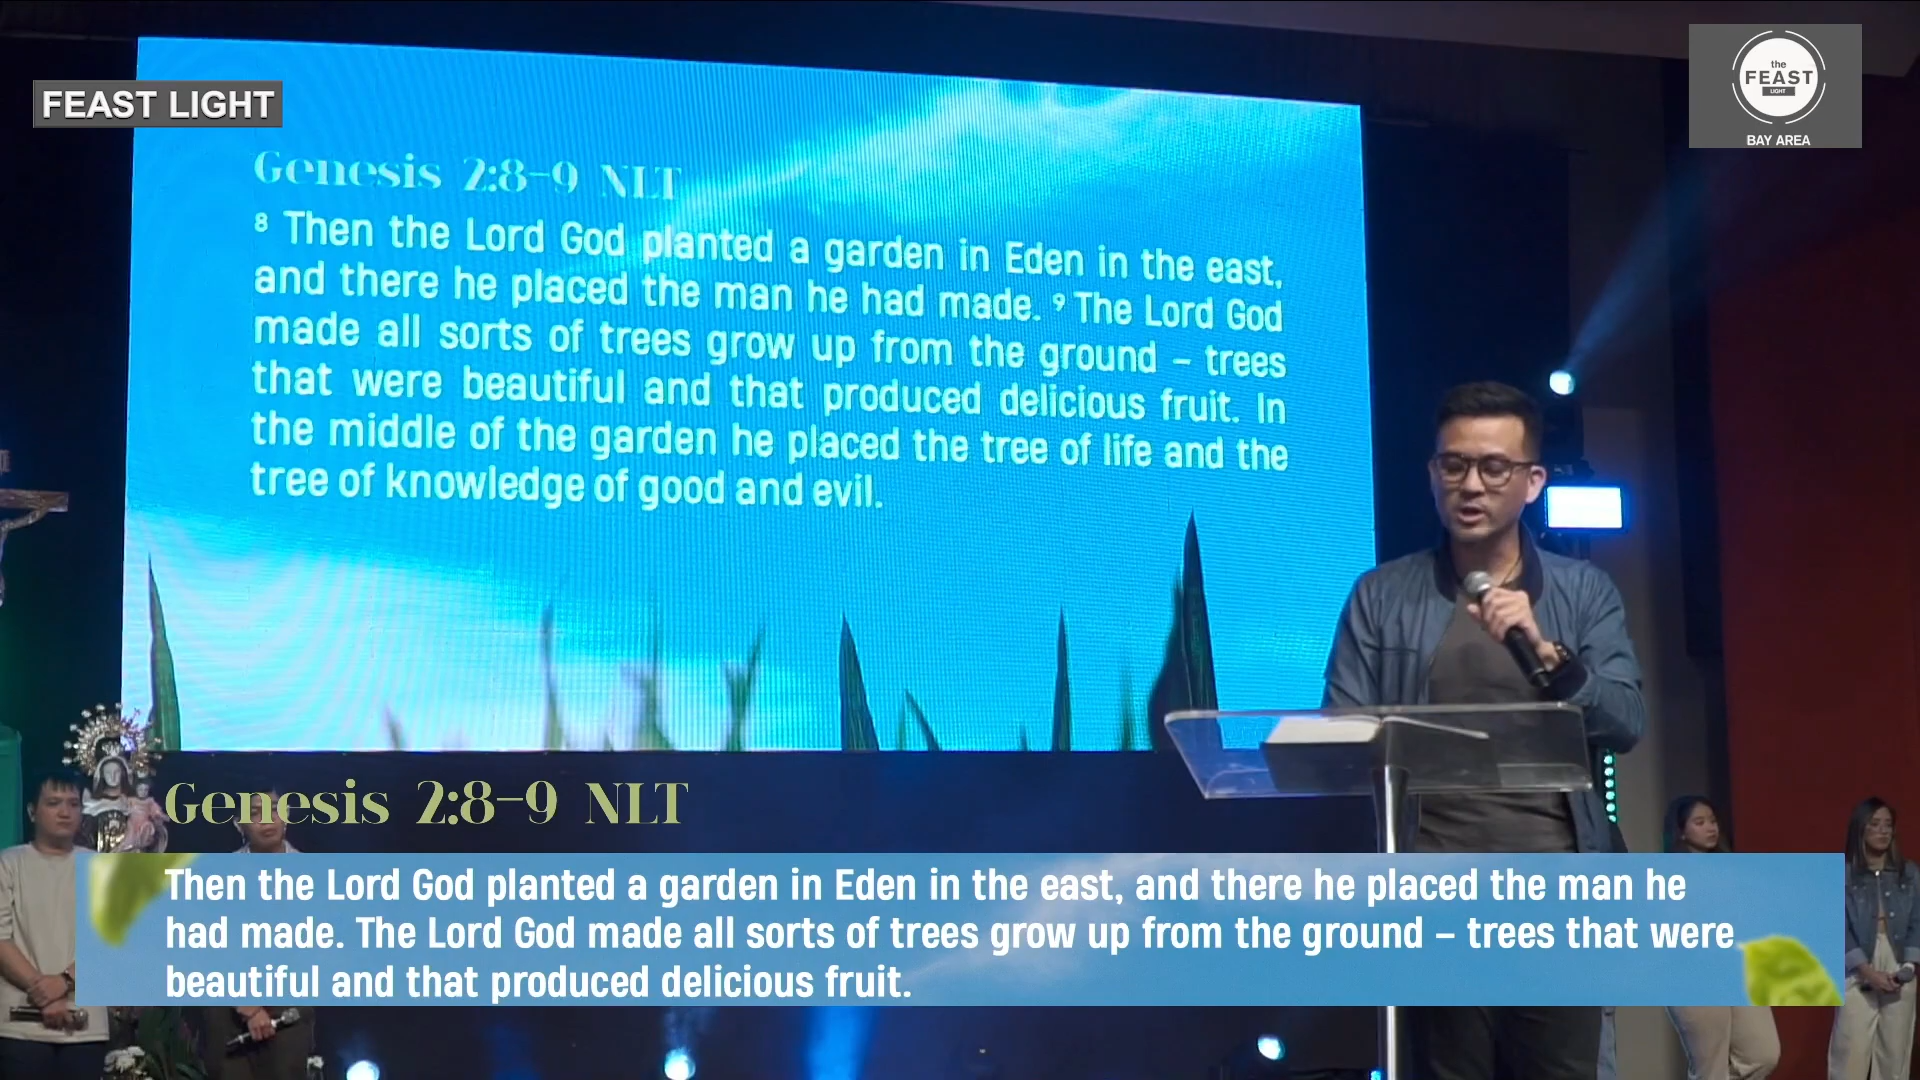 FEAST LIGHT
the
FEAST
LIGHT
BAY AREA
Genesis 2:8-9 NLT
8 Then the Lord God planted a garden in Eden in the east,
and there he placed the man he had made. 9 The Lord God
made all sorts of trees grow up from the ground – trees
that were beautiful and that produced delicious fruit. In
the middle of the garden he placed the tree of life and the
tree of knowledge of good and evil.
Genesis 2:8-9 NLT
Then the Lord God planted a garden in Eden in the east, and there he placed the man he
had made. The Lord God made all sorts of trees grow up from the ground – trees that were
beautiful and that produced delicious fruit.